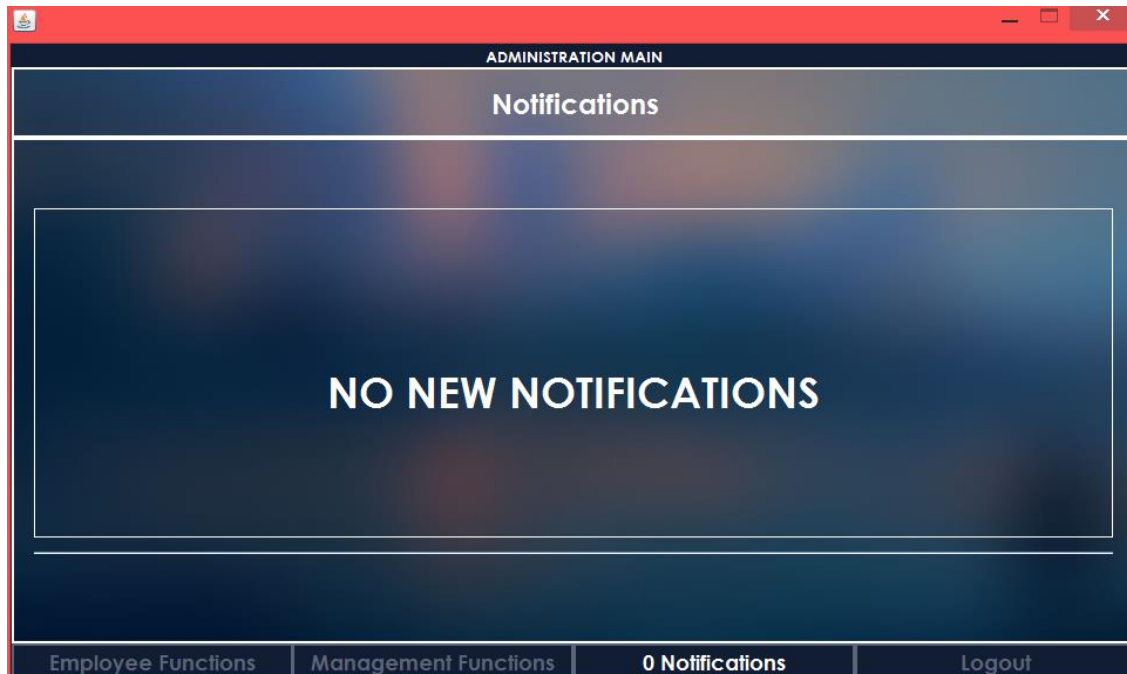 ADMINISTRATION MAIN
Notifications
NO NEW NOTIFICATIONS
Employee Functions Management Functions 0 Notifications Logout